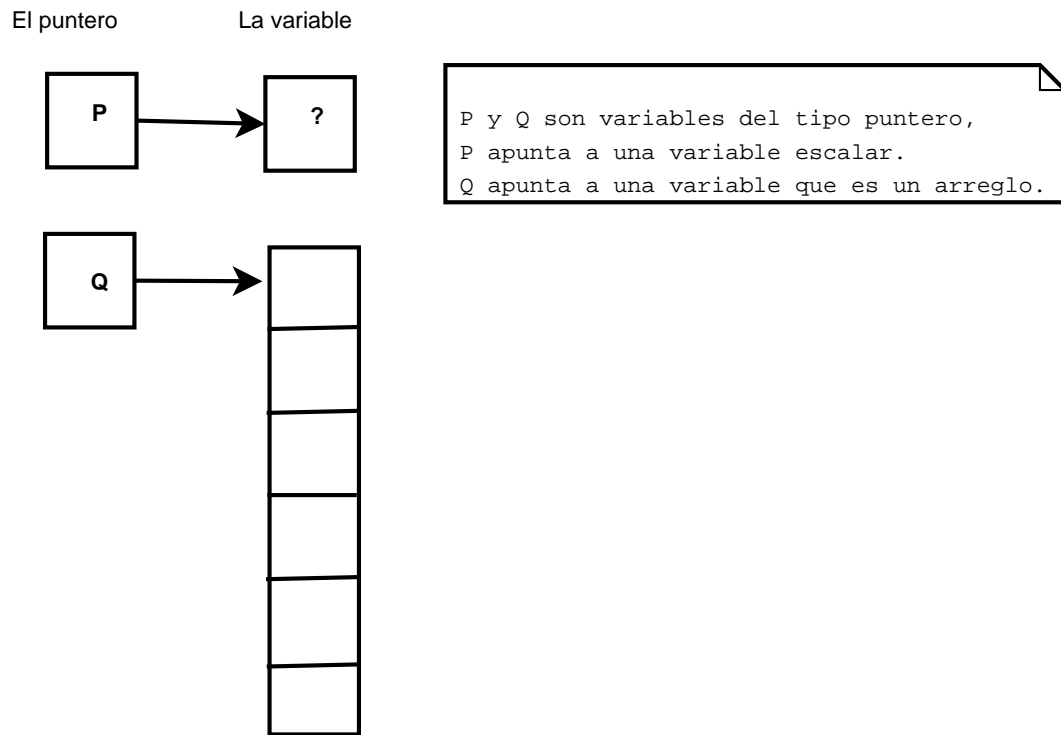 El puntero
La variable
P
?
P y Q son variables del tipo puntero,
P apunta a una variable escalar.
Q apunta a una variable que es un arreglo.
Q